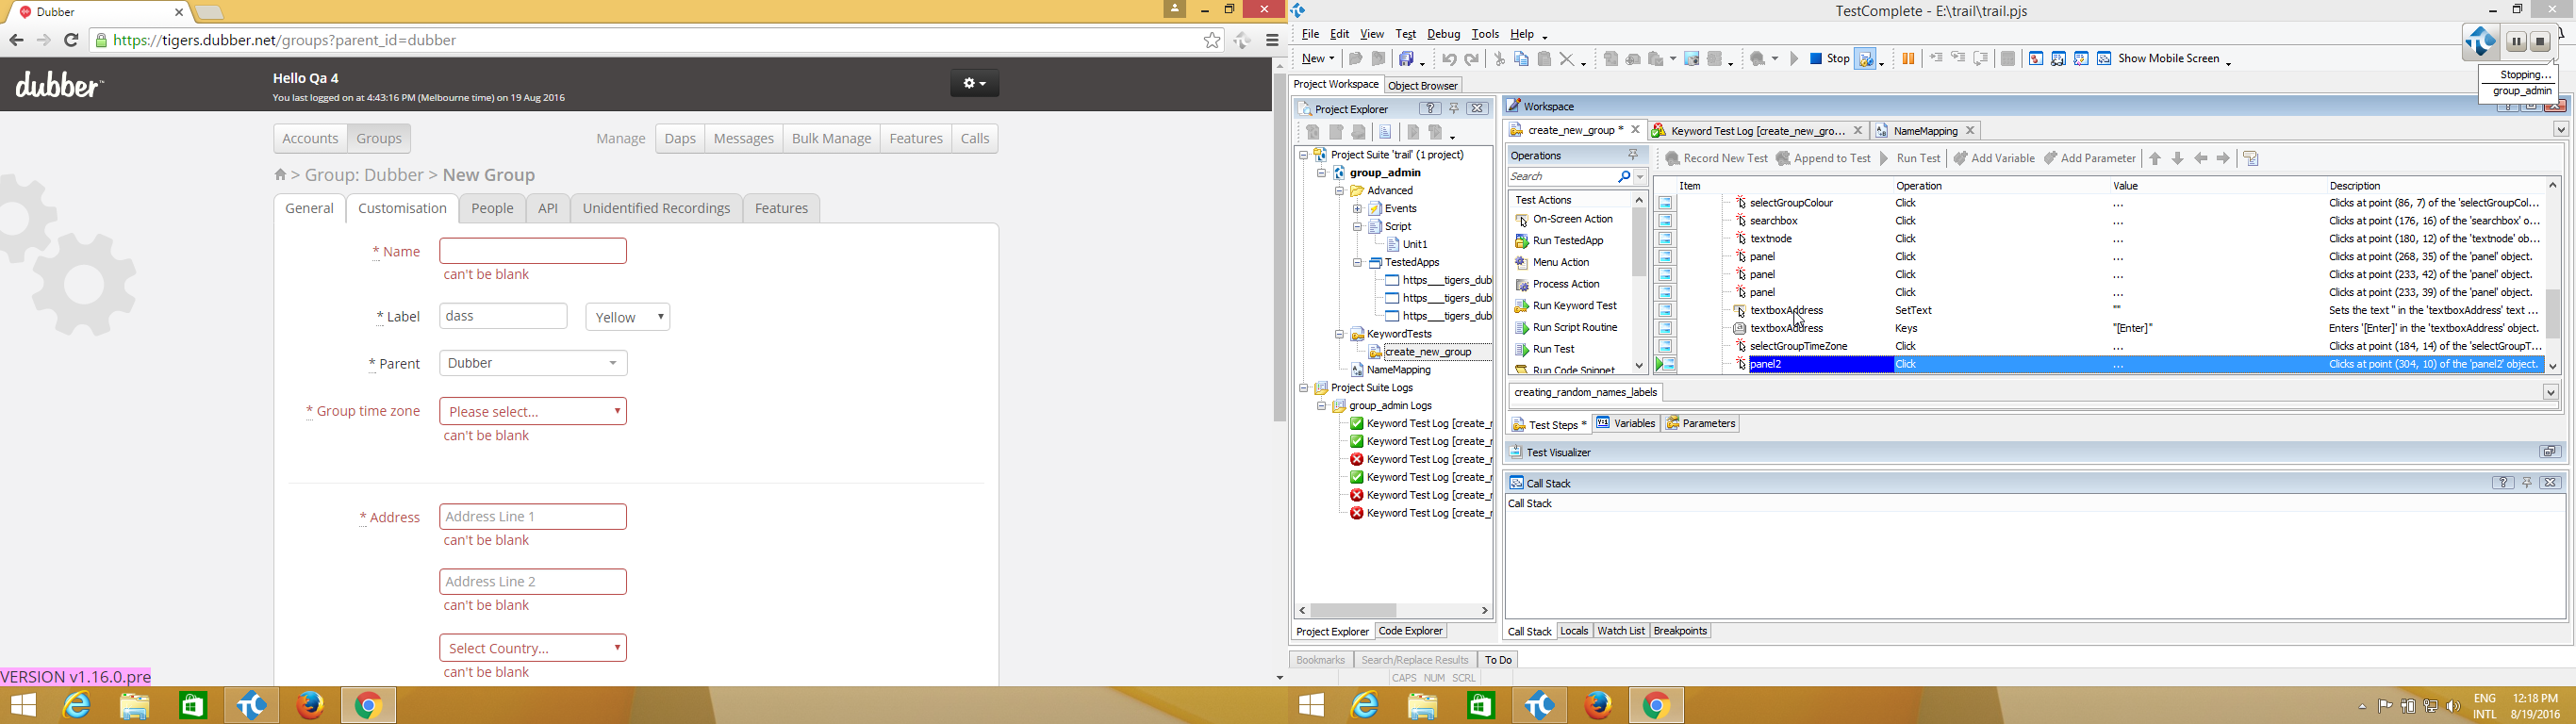 Dubber
https://tigers.dubber.net/groups?parent_id=dubber
dubber
Hello Qa 4
You last logged on at 4:43:16 PM (Melbourne time) on 19 Aug 2016
Accounts
Groups
Manage
Daps
Messages
Bulk Manage
Features
Calls
> Group: Dubber > New Group
General
Customisation
People
API
Unidentified Recordings
Features
* Name
can't be blank
* Label
dass
Yellow
* Parent
Dubber
* Group time zone
Please select...
can't be blank
* Address
Address Line 1
can't be blank
Address Line 2
can't be blank
Select Country...
can't be blank
VERSION v1.16.0.pre
TestComplete - E:\trail\trail.pjs
File Edit View Test Debug Tools Help
New
Stop
Show Mobile Screen
Stopping...
group_admin
Project Workspace
Object Browser
Project Explorer
Project Suite 'trail' (1 project)
group_admin
Advanced
Events
Script
Unit1
TestedApps
https___tigers_dub
https___tigers_dub
https___tigers_dub
KeywordTests
create_new_group
NameMapping
Project Suite Logs
group_admin Logs
Keyword Test Log [create_r
Keyword Test Log [create_r
Keyword Test Log [create_r
Keyword Test Log [create_r
Keyword Test Log [create_r
Keyword Test Log [create_r
Project Explorer
Code Explorer
Workspace
create_new_group *
Keyword Test Log [create_new_gro...
NameMapping
Operations
Search
Test Actions
On-Screen Action
Run TestedApp
Menu Action
Process Action
Run Keyword Test
Run Script Routine
Run Test
Run Code Snippet
Record New Test
Append to Test
Run Test
Add Variable
Add Parameter
Item Operation Value Description
selectGroupColour Click ... Clicks at point (86, 7) of the 'selectGroupCol...
searchbox Click ... Clicks at point (176, 16) of the 'searchbox' o...
textnode Click ... Clicks at point (180, 12) of the 'textnode' ob...
panel Click ... Clicks at point (268, 35) of the 'panel' object.
panel Click ... Clicks at point (233, 42) of the 'panel' object.
panel Click ... Clicks at point (233, 39) of the 'panel' object.
textboxAddress SetText "" Sets the text '' in the 'textboxAddress' text ...
textboxAddress Keys "[Enter]" Enters '[Enter]' in the 'textboxAddress' object.
selectGroupTimeZone Click ... Clicks at point (184, 14) of the 'selectGroupT...
panel2 Click ... Clicks at point (304, 10) of the 'panel2' object.
creating_random_names_labels
Test Steps *
Variables
Parameters
Test Visualizer
Call Stack
Call Stack
Call Stack
Locals
Watch List
Breakpoints
Bookmarks
Search/Replace Results
To Do
CAPS NUM SCRL
ENG
INTL
12:18 PM
8/19/2016